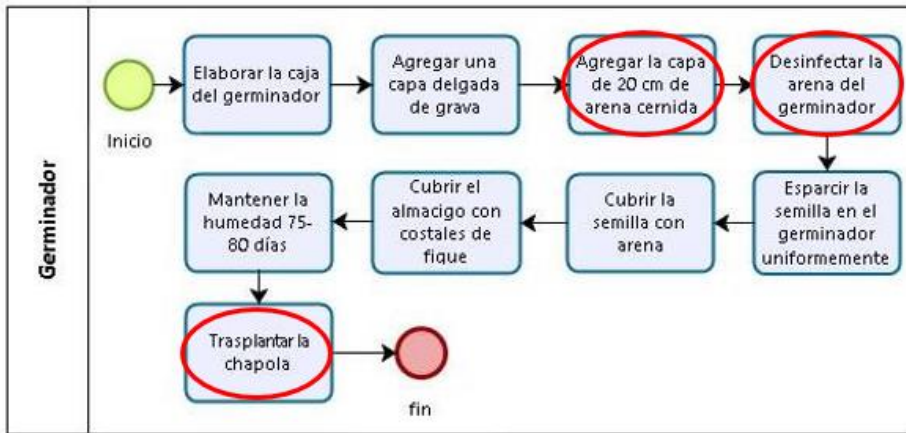 Germinador
Inicio
Elaborar la caja
del germinador
Agregar una
capa delgada
de grava
Agregar la capa
de 20 cm de
arena cernida
Desinfectar la
arena del
germinador
Esparcir la
semilla en el
germinador
uniformemente
Cubrir la
semilla con
arena
Cubrir el
almacigo con
costales de
fique
Mantener la
humedad 75-
80 días
Trasplantar la
chapola
fin